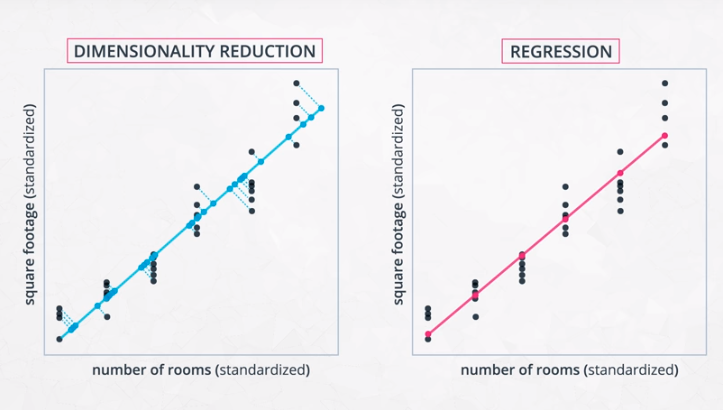 DIMENSIONALITY REDUCTION
square footage (standardized)
number of rooms (standardized)
REGRESSION
square footage (standardized)
number of rooms (standardized)